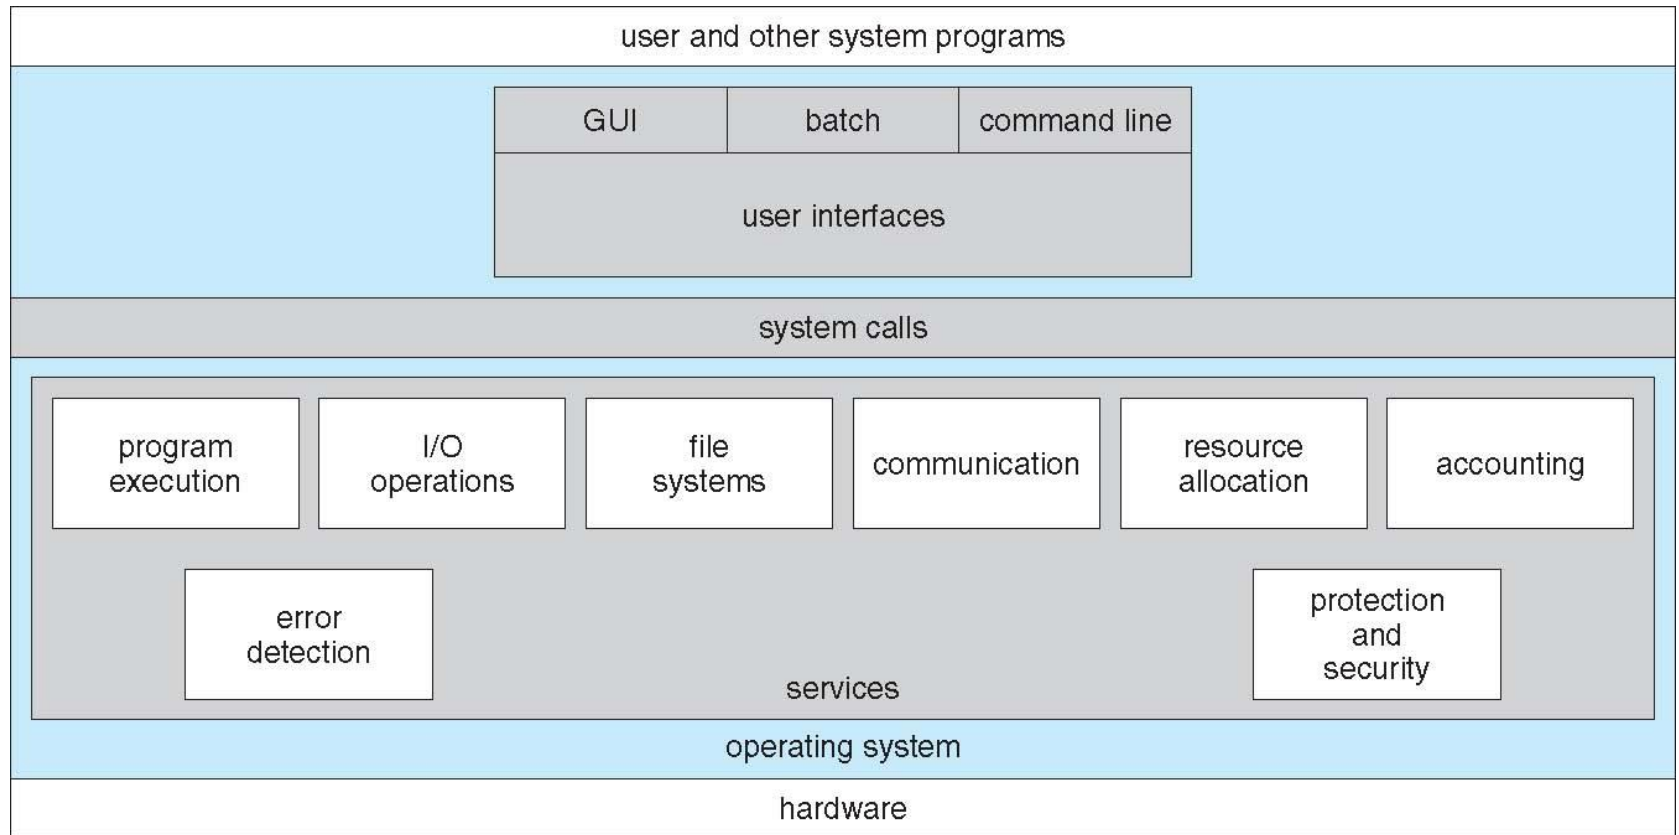 user and other system programs
GUI
batch
command line
user interfaces
system calls
program
execution
I/O
operations
file
systems
communication
resource
allocation
accounting
error
detection
protection
and
security
services
operating system
hardware